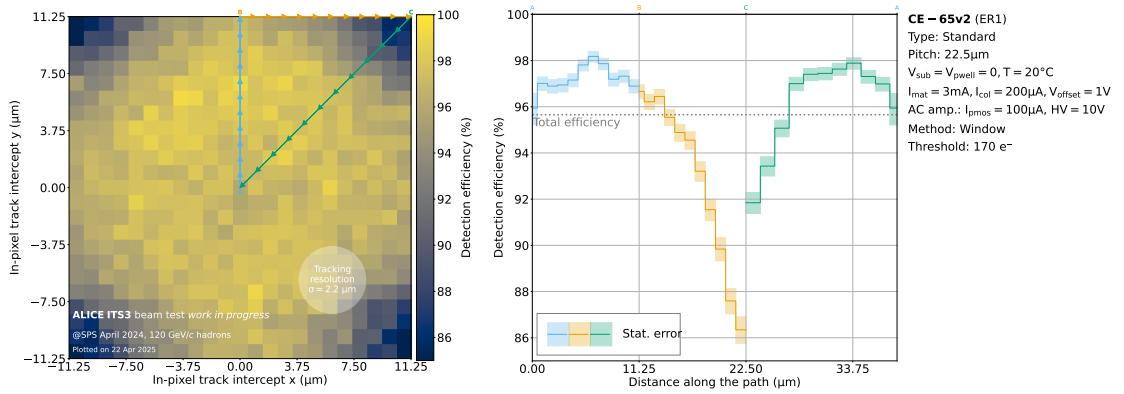 B
C
11.25
7.50
3.75
0.00
−3.75
−7.50
−11.25
In-pixel track intercept y (μm)
Tracking
resolution
σ = 2.2 μm
ALICE ITS3 beam test work in progress
@SPS April 2024, 120 GeV/c hadrons
Plotted on 22 Apr 2025
−11.25 −7.50 −3.75 0.00 3.75 7.50 11.25
In-pixel track intercept x (μm)
100
98
96
94
92
90
88
86
Detection efficiency (%)
A B C A
100
98
96
94
92
90
88
86
Detection efficiency (%)
Total efficiency
Stat. error
0.00 11.25 22.50 33.75
Distance along the path (μm)
CE − 65v2 (ER1)
Type: Standard
Pitch: 22.5μm
Vsub = Vpwell = 0, T = 20°C
Imat = 3mA, Icol = 200μA, Voffset = 1V
AC amp.: Ipmos = 100μA, HV = 10V
Method: Window
Threshold: 170 e⁻